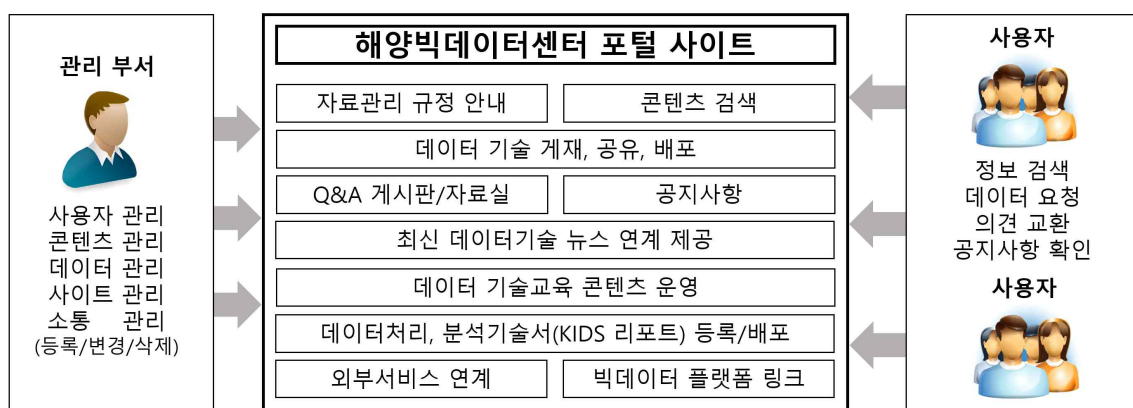 관리 부서
사용자 관리
콘텐츠 관리
데이터 관리
사이트 관리
소통 관리
(등록/변경/삭제)
해양빅데이터센터 포털 사이트
자료관리 규정 안내
콘텐츠 검색
데이터 기술 게재, 공유, 배포
Q&A 게시판/자료실
공지사항
최신 데이터기술 뉴스 연계 제공
데이터 기술교육 콘텐츠 운영
데이터처리, 분석기술서(KIDS 리포트) 등록/배포
외부서비스 연계
빅데이터 플랫폼 링크
사용자
정보 검색
데이터 요청
의견 교환
공지사항 확인
사용자